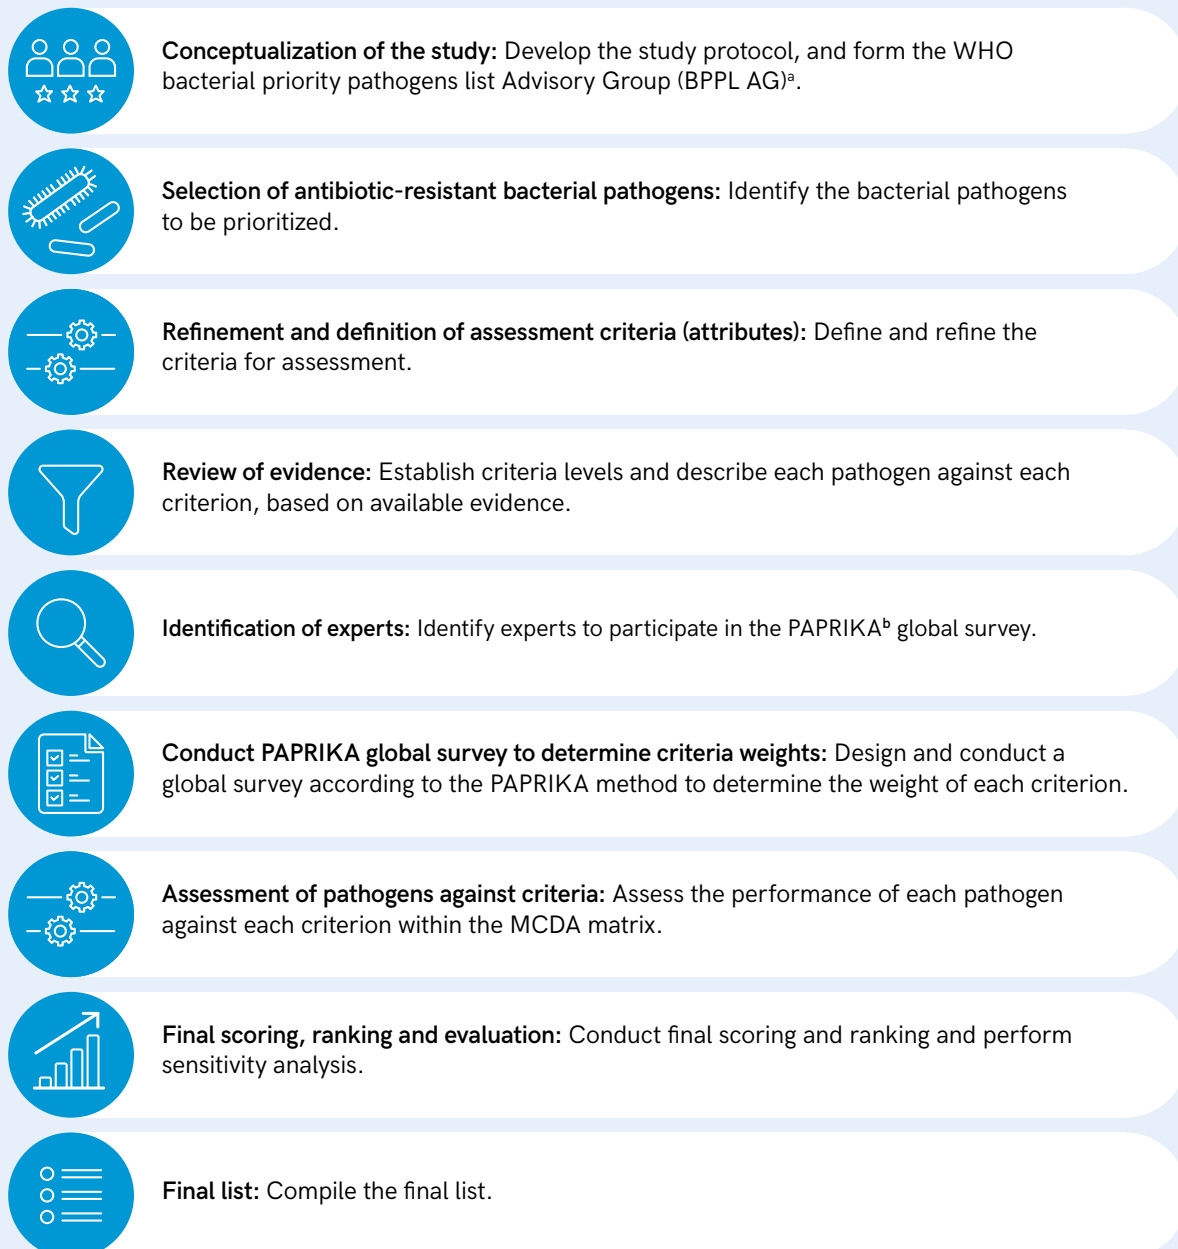 Conceptualization of the study: Develop the study protocol, and form the WHO
bacterial priority pathogens list Advisory Group (BPPL AG)ᵃ.
Selection of antibiotic-resistant bacterial pathogens: Identify the bacterial pathogens
to be prioritized.
Refinement and definition of assessment criteria (attributes): Define and refine the
criteria for assessment.
Review of evidence: Establish criteria levels and describe each pathogen against each
criterion, based on available evidence.
Identification of experts: Identify experts to participate in the PAPRIKAᵇ global survey.
Conduct PAPRIKA global survey to determine criteria weights: Design and conduct a
global survey according to the PAPRIKA method to determine the weight of each criterion.
Assessment of pathogens against criteria: Assess the performance of each pathogen
against each criterion within the MCDA matrix.
Final scoring, ranking and evaluation: Conduct final scoring and ranking and perform
sensitivity analysis.
Final list: Compile the final list.